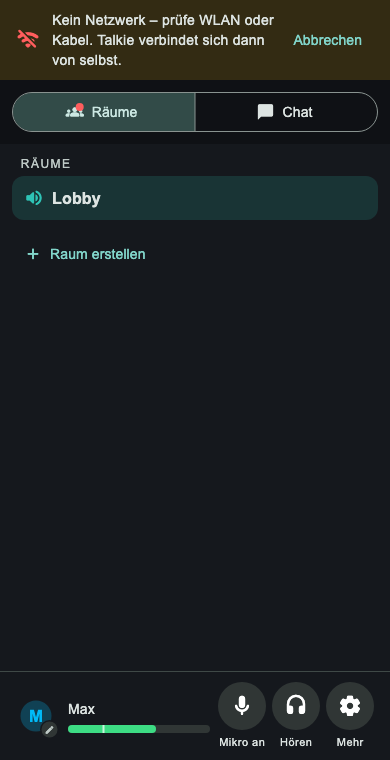 Kein Netzwerk – prüfe WLAN oder
Kabel. Talkie verbindet sich dann
von selbst.
Abbrechen
Räume
Chat
RÄUME
Lobby
Raum erstellen
M
Max
Mikro an
Hören
Mehr